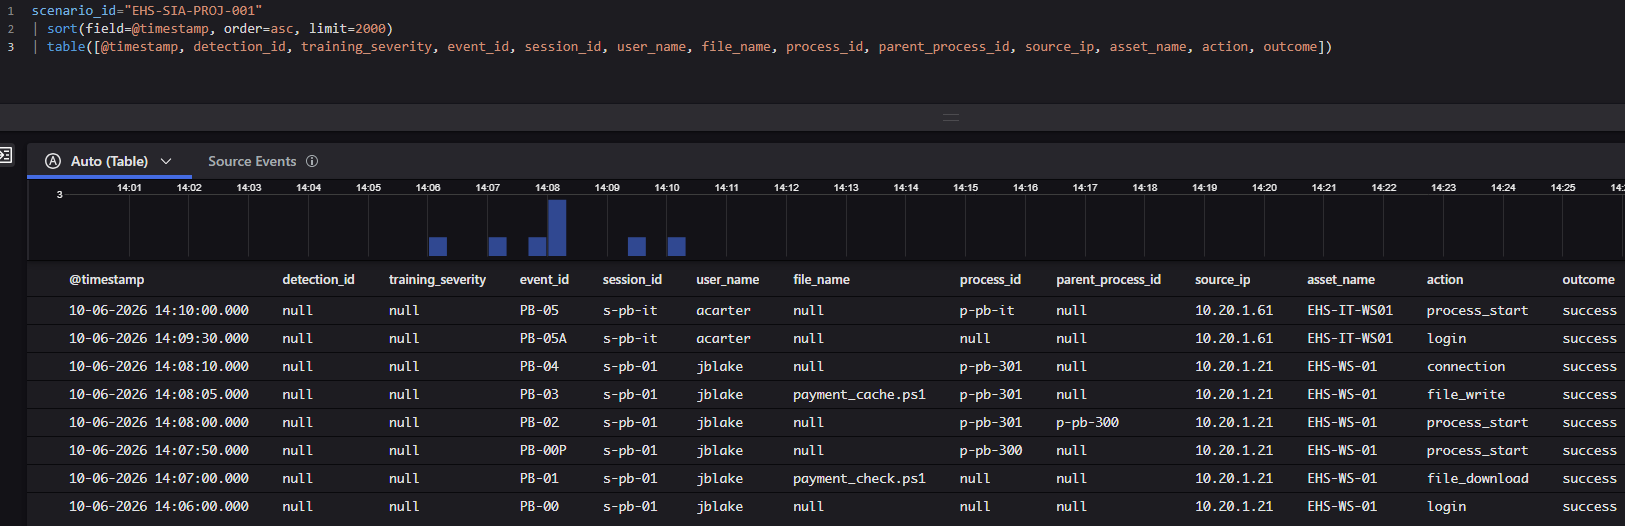 1 scenario_id="EHS-SIA-PROJ-001"
2 | sort(field=@timestamp, order=asc, limit=2000)
3 | table([@timestamp, detection_id, training_severity, event_id, session_id, user_name, file_name, process_id, parent_process_id, source_ip, asset_name, action, outcome])
A Auto (Table) Source Events
14:01 14:02 14:03 14:04 14:05 14:06 14:07 14:08 14:09 14:10 14:11 14:12 14:13 14:14 14:15 14:16 14:17 14:18 14:19 14:20 14:21 14:22 14:23 14:24 14:25
3
@timestamp detection_id training_severity event_id session_id user_name file_name process_id parent_process_id source_ip asset_name action outcome
10-06-2026 14:10:00.000 null null PB-05 s-pb-it acarter null p-pb-it null 10.20.1.61 EHS-IT-WS01 process_start success
10-06-2026 14:09:30.000 null null PB-05A s-pb-it acarter null null null 10.20.1.61 EHS-IT-WS01 login success
10-06-2026 14:08:10.000 null null PB-04 s-pb-01 jblake null p-pb-301 null 10.20.1.21 EHS-WS-01 connection success
10-06-2026 14:08:05.000 null null PB-03 s-pb-01 jblake payment_cache.ps1 p-pb-301 null 10.20.1.21 EHS-WS-01 file_write success
10-06-2026 14:08:00.000 null null PB-02 s-pb-01 jblake null p-pb-301 p-pb-300 10.20.1.21 EHS-WS-01 process_start success
10-06-2026 14:07:50.000 null null PB-00P s-pb-01 jblake null p-pb-300 null 10.20.1.21 EHS-WS-01 process_start success
10-06-2026 14:07:00.000 null null PB-01 s-pb-01 jblake payment_check.ps1 null null 10.20.1.21 EHS-WS-01 file_download success
10-06-2026 14:06:00.000 null null PB-00 s-pb-01 jblake null null null 10.20.1.21 EHS-WS-01 login success